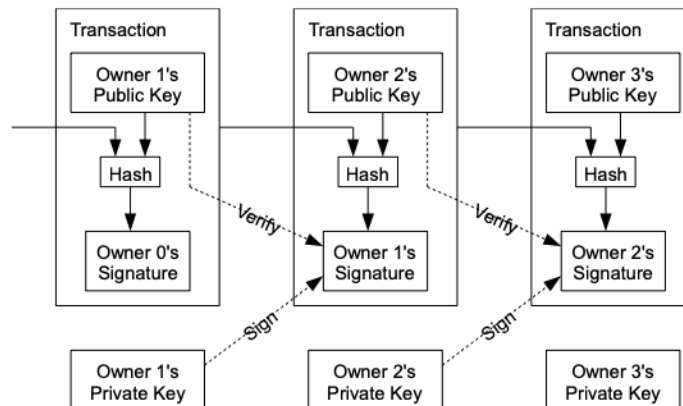 Transaction
Owner 1's
Public Key
Hash
Owner 0's
Signature
Transaction
Owner 2's
Public Key
Hash
Owner 1's
Signature
Transaction
Owner 3's
Public Key
Hash
Owner 2's
Signature
Verify
Verify
Sign
Sign
Owner 1's
Private Key
Owner 2's
Private Key
Owner 3's
Private Key